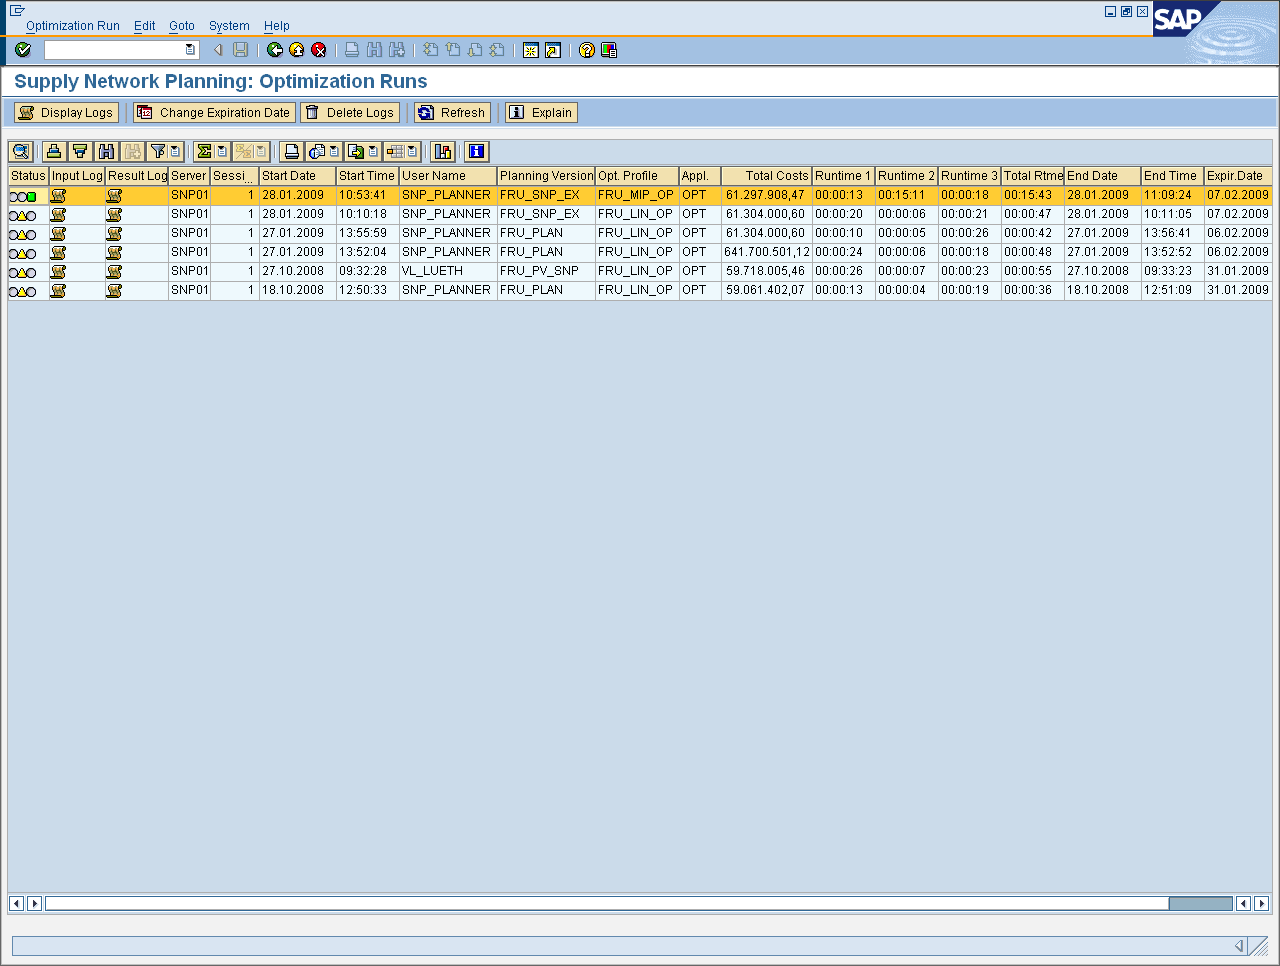 Optimization Run Edit Goto System Help
SAP
Supply Network Planning: Optimization Runs
Display Logs Change Expiration Date Delete Logs Refresh Explain
Status Input Log Result Log Server Sessi... Start Date Start Time User Name Planning Version Opt. Profile Appl. Total Costs Runtime 1 Runtime 2 Runtime 3 Total Rtme End Date End Time Expir.Date
SNP01 1 28.01.2009 10:53:41 SNP_PLANNER FRU_SNP_EX FRU_MIP_OP OPT 61.297.908,47 00:00:13 00:15:11 00:00:18 00:15:43 28.01.2009 11:09:24 07.02.2009
SNP01 1 28.01.2009 10:10:18 SNP_PLANNER FRU_SNP_EX FRU_LIN_OP OPT 61.304.000,60 00:00:20 00:00:06 00:00:21 00:00:47 28.01.2009 10:11:05 07.02.2009
SNP01 1 27.01.2009 13:55:59 SNP_PLANNER FRU_PLAN FRU_LIN_OP OPT 61.304.000,60 00:00:10 00:00:05 00:00:26 00:00:42 27.01.2009 13:56:41 06.02.2009
SNP01 1 27.01.2009 13:52:04 SNP_PLANNER FRU_PLAN FRU_LIN_OP OPT 641.700.501,12 00:00:24 00:00:06 00:00:18 00:00:48 27.01.2009 13:52:52 06.02.2009
SNP01 1 27.10.2008 09:32:28 VL_LUETH FRU_PV_SNP FRU_LIN_OP OPT 59.718.005,46 00:00:26 00:00:07 00:00:23 00:00:55 27.10.2008 09:33:23 31.01.2009
SNP01 1 18.10.2008 12:50:33 SNP_PLANNER FRU_PLAN FRU_LIN_OP OPT 59.061.402,07 00:00:13 00:00:04 00:00:19 00:00:36 18.10.2008 12:51:09 31.01.2009